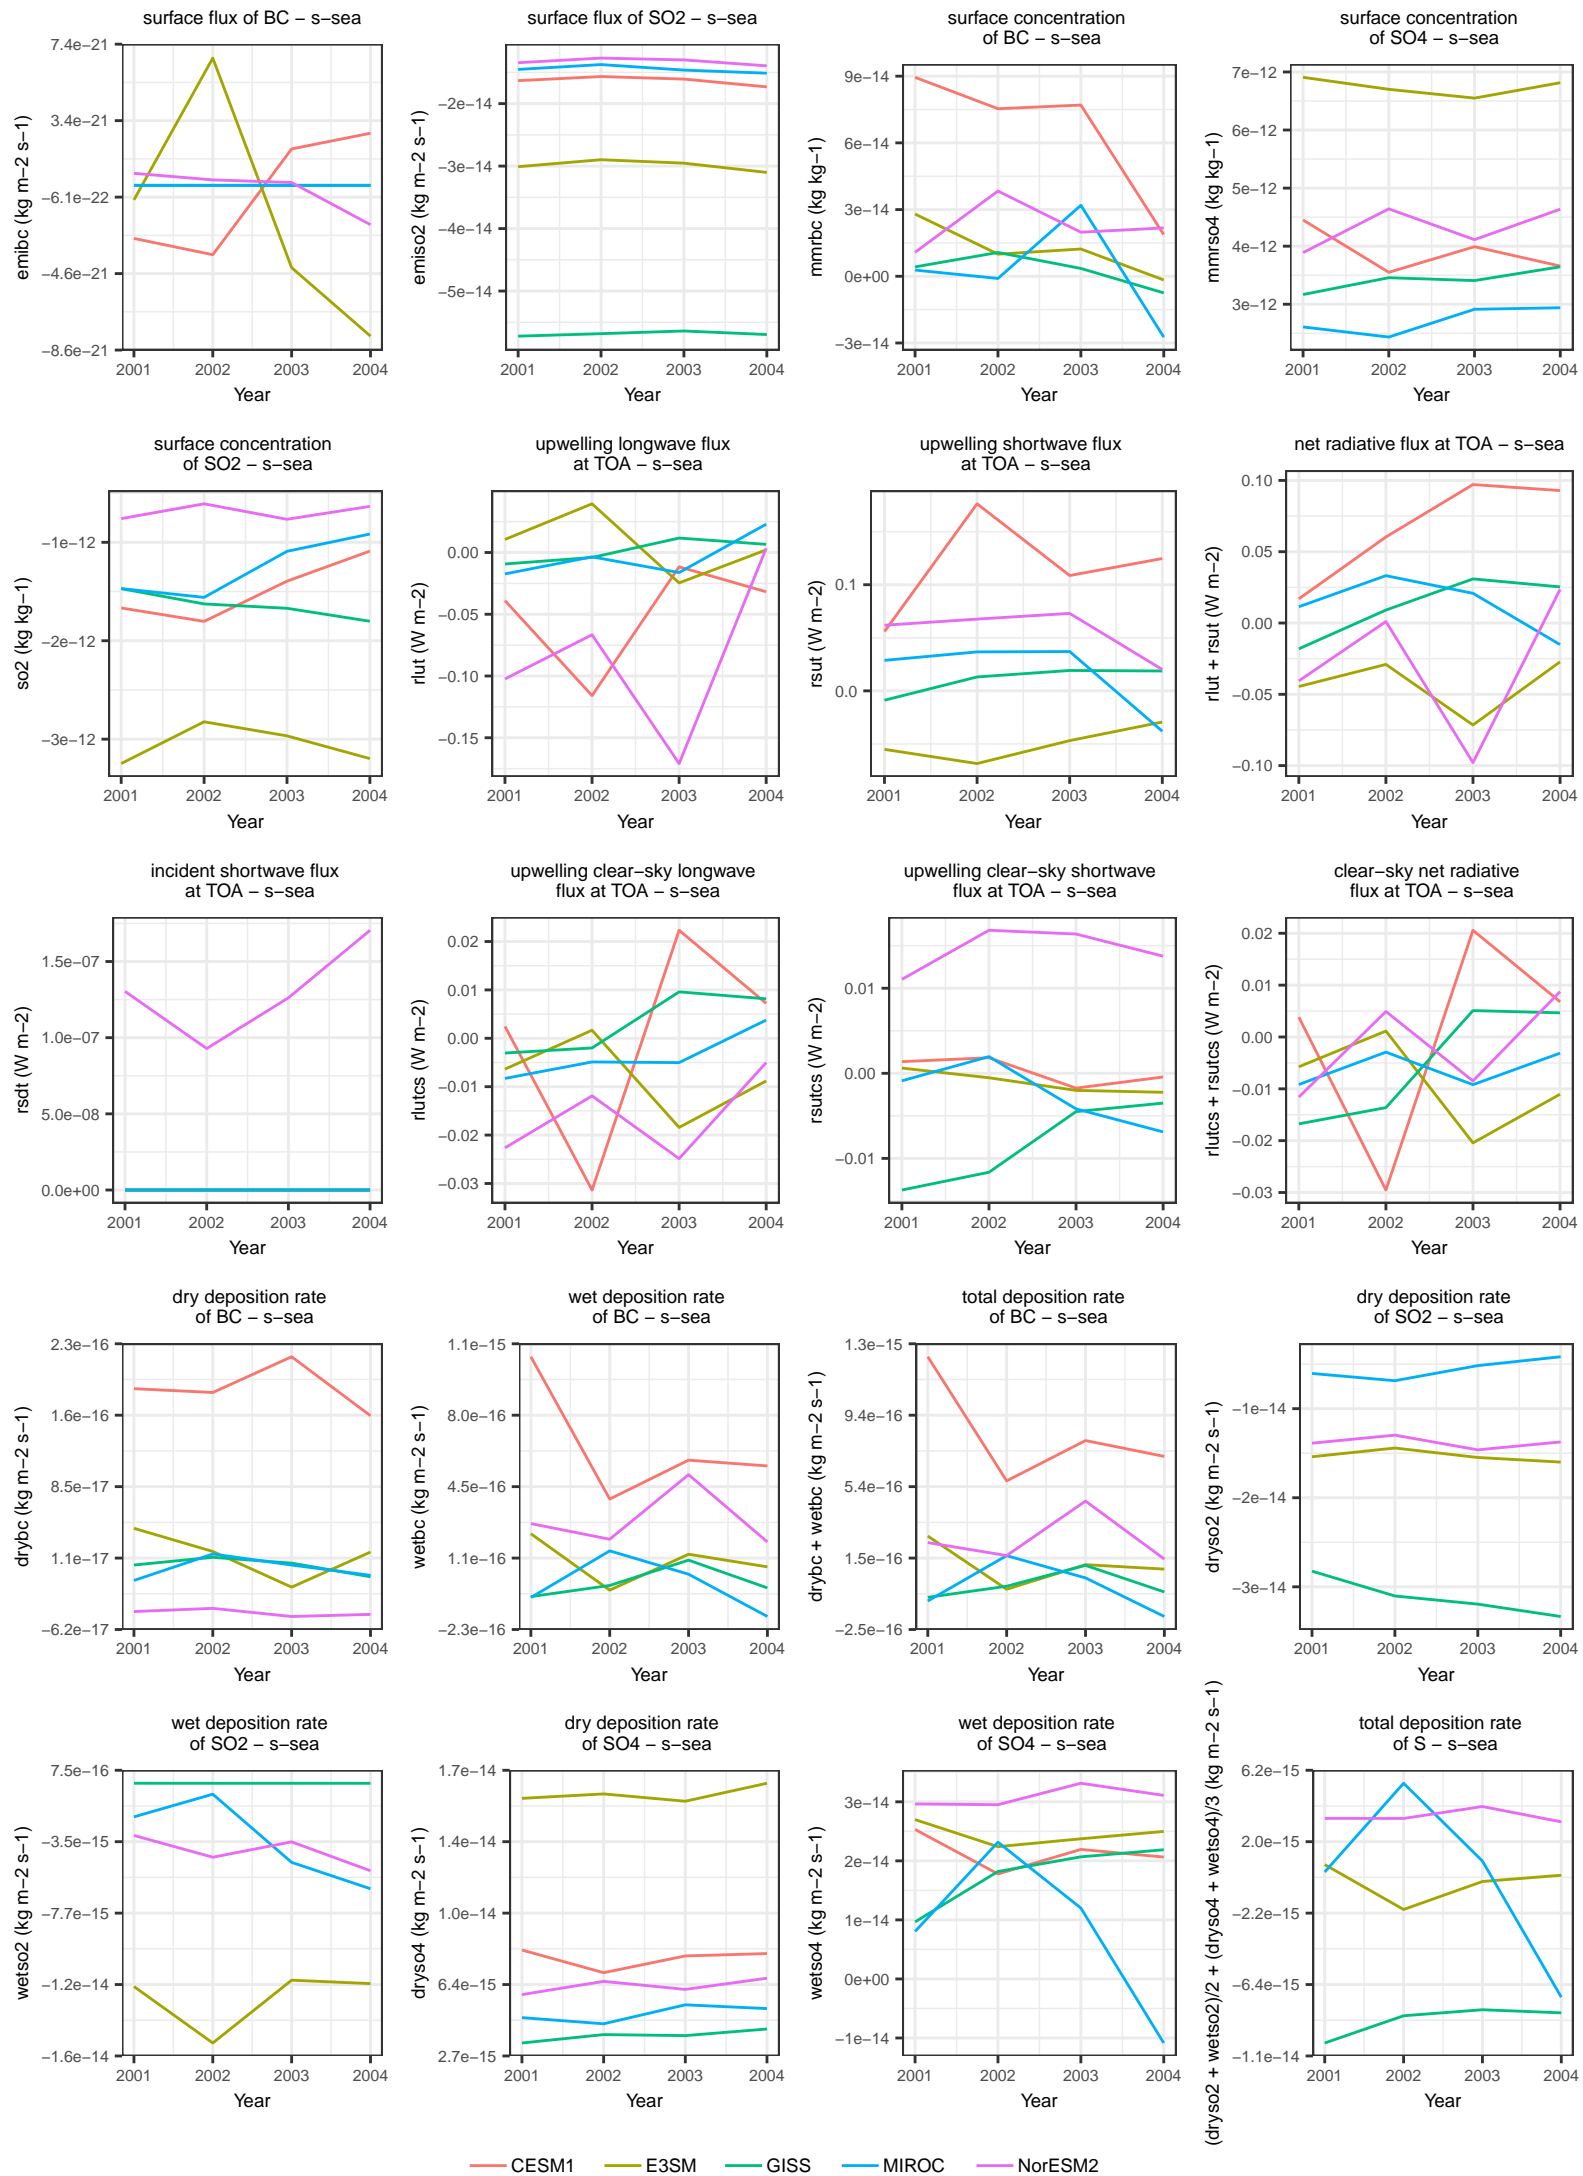 surface flux of BC − s−sea
emibc (kg m−2 s−1)
7.4e−21
3.4e−21
−6.1e−22
−4.6e−21
−8.6e−21
2001 2002 2003 2004
Year
surface flux of SO2 − s−sea
emiso2 (kg m−2 s−1)
−2e−14
−3e−14
−4e−14
−5e−14
2001 2002 2003 2004
Year
surface concentration
of BC − s−sea
mmrbc (kg kg−1)
9e−14
6e−14
3e−14
0e+00
−3e−14
2001 2002 2003 2004
Year
surface concentration
of SO4 − s−sea
mmrso4 (kg kg−1)
7e−12
6e−12
5e−12
4e−12
3e−12
2001 2002 2003 2004
Year
surface concentration
of SO2 − s−sea
so2 (kg kg−1)
−1e−12
−2e−12
−3e−12
2001 2002 2003 2004
Year
upwelling longwave flux
at TOA − s−sea
rlut (W m−2)
0.00
−0.05
−0.10
−0.15
2001 2002 2003 2004
Year
upwelling shortwave flux
at TOA − s−sea
rsut (W m−2)
0.1
0.0
2001 2002 2003 2004
Year
net radiative flux at TOA − s−sea
rlut + rsut (W m−2)
0.10
0.05
0.00
−0.05
−0.10
2001 2002 2003 2004
Year
incident shortwave flux
at TOA − s−sea
rsdt (W m−2)
1.5e−07
1.0e−07
5.0e−08
0.0e+00
2001 2002 2003 2004
Year
upwelling clear−sky longwave
flux at TOA − s−sea
rlutcs (W m−2)
0.02
0.01
0.00
−0.01
−0.02
−0.03
2001 2002 2003 2004
Year
upwelling clear−sky shortwave
flux at TOA − s−sea
rsutcs (W m−2)
0.01
0.00
−0.01
2001 2002 2003 2004
Year
clear−sky net radiative
flux at TOA − s−sea
rlutcs + rsutcs (W m−2)
0.02
0.01
0.00
−0.01
−0.02
−0.03
2001 2002 2003 2004
Year
dry deposition rate
of BC − s−sea
drybc (kg m−2 s−1)
2.3e−16
1.6e−16
8.5e−17
1.1e−17
−6.2e−17
2001 2002 2003 2004
Year
wet deposition rate
of BC − s−sea
wetbc (kg m−2 s−1)
1.1e−15
8.0e−16
4.5e−16
1.1e−16
−2.3e−16
2001 2002 2003 2004
Year
total deposition rate
of BC − s−sea
drybc + wetbc (kg m−2 s−1)
1.3e−15
9.4e−16
5.4e−16
1.5e−16
−2.5e−16
2001 2002 2003 2004
Year
dry deposition rate
of SO2 − s−sea
dryso2 (kg m−2 s−1)
−1e−14
−2e−14
−3e−14
2001 2002 2003 2004
Year
wet deposition rate
of SO2 − s−sea
wetso2 (kg m−2 s−1)
7.5e−16
−3.5e−15
−7.7e−15
−1.2e−14
−1.6e−14
2001 2002 2003 2004
Year
dry deposition rate
of SO4 − s−sea
dryso4 (kg m−2 s−1)
1.7e−14
1.4e−14
1.0e−14
6.4e−15
2.7e−15
2001 2002 2003 2004
Year
wet deposition rate
of SO4 − s−sea
wetso4 (kg m−2 s−1)
3e−14
2e−14
1e−14
0e+00
−1e−14
2001 2002 2003 2004
Year
total deposition rate
of S − s−sea
(dryso2 + wetso2)/2 + (dryso4 + wetso4)/3 (kg m−2 s−1)
6.2e−15
2.0e−15
−2.2e−15
−6.4e−15
−1.1e−14
2001 2002 2003 2004
Year
CESM1 E3SM GISS MIROC NorESM2